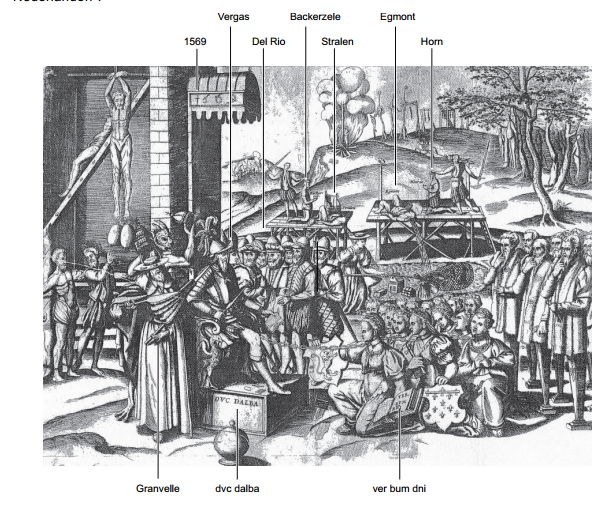 Vergas Backerzele Egmont
1569 Del Rio Stralen Horn
DVC DALBA
Granvelle dvc dalba ver bum dni